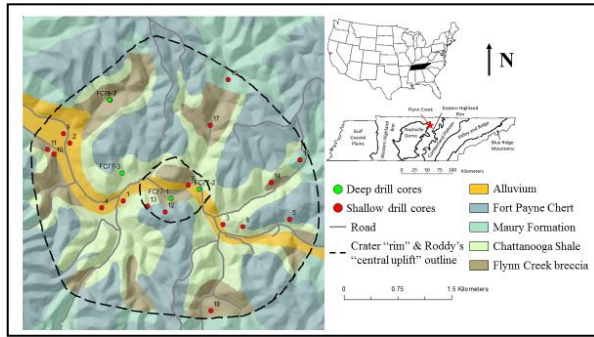 N
Flynn Creek
Eastern Highland
Rim
Gulf
Coastal
Plains
Western Highland
Rim
Nashville
Dome
Cumberland Plateau
Valley and Ridge
Blue Ridge
Mountains
0 25 50 75 100
Kilometers
FC79-7
17
6
2
11
10
FC77-3
14
FC77-1
FC77-2
13
12
4
1
3
8
5
18
Deep drill cores
Shallow drill cores
Road
Crater "rim" & Roddy's
"central uplift" outline
Alluvium
Fort Payne Chert
Maury Formation
Chattanooga Shale
Flynn Creek breccia
0 0.75 1.5 Kilometers